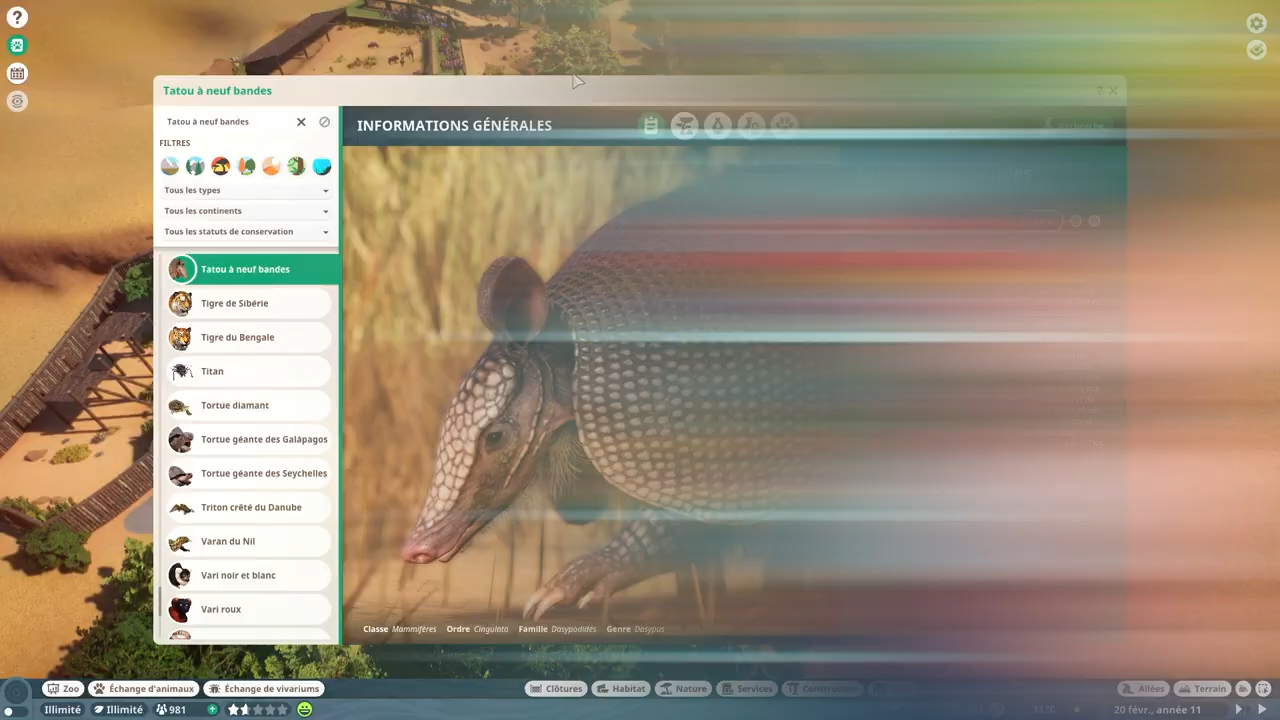 Tatou à neuf bandes
Tatou à neuf bandes
FILTRES
Tous les types
Tous les continents
Tous les statuts de conservation
Tatou à neuf bandes
Tigre de Sibérie
Tigre du Bengale
Titan
Tortue diamant
Tortue géante des Galápagos
Tortue géante des Seychelles
Triton crêté du Danube
Varan du Nil
Vari noir et blanc
Vari roux
INFORMATIONS GÉNÉRALES
Recherche
Classe Mammifères Ordre Cingulata Famille Dasypodidés Genre Dasypus
Zoo Échange d'animaux Échange de vivariums Clôtures Habitat Nature Services Construction Allées Terrain
Illimité Illimité 981 20 févr., année 11